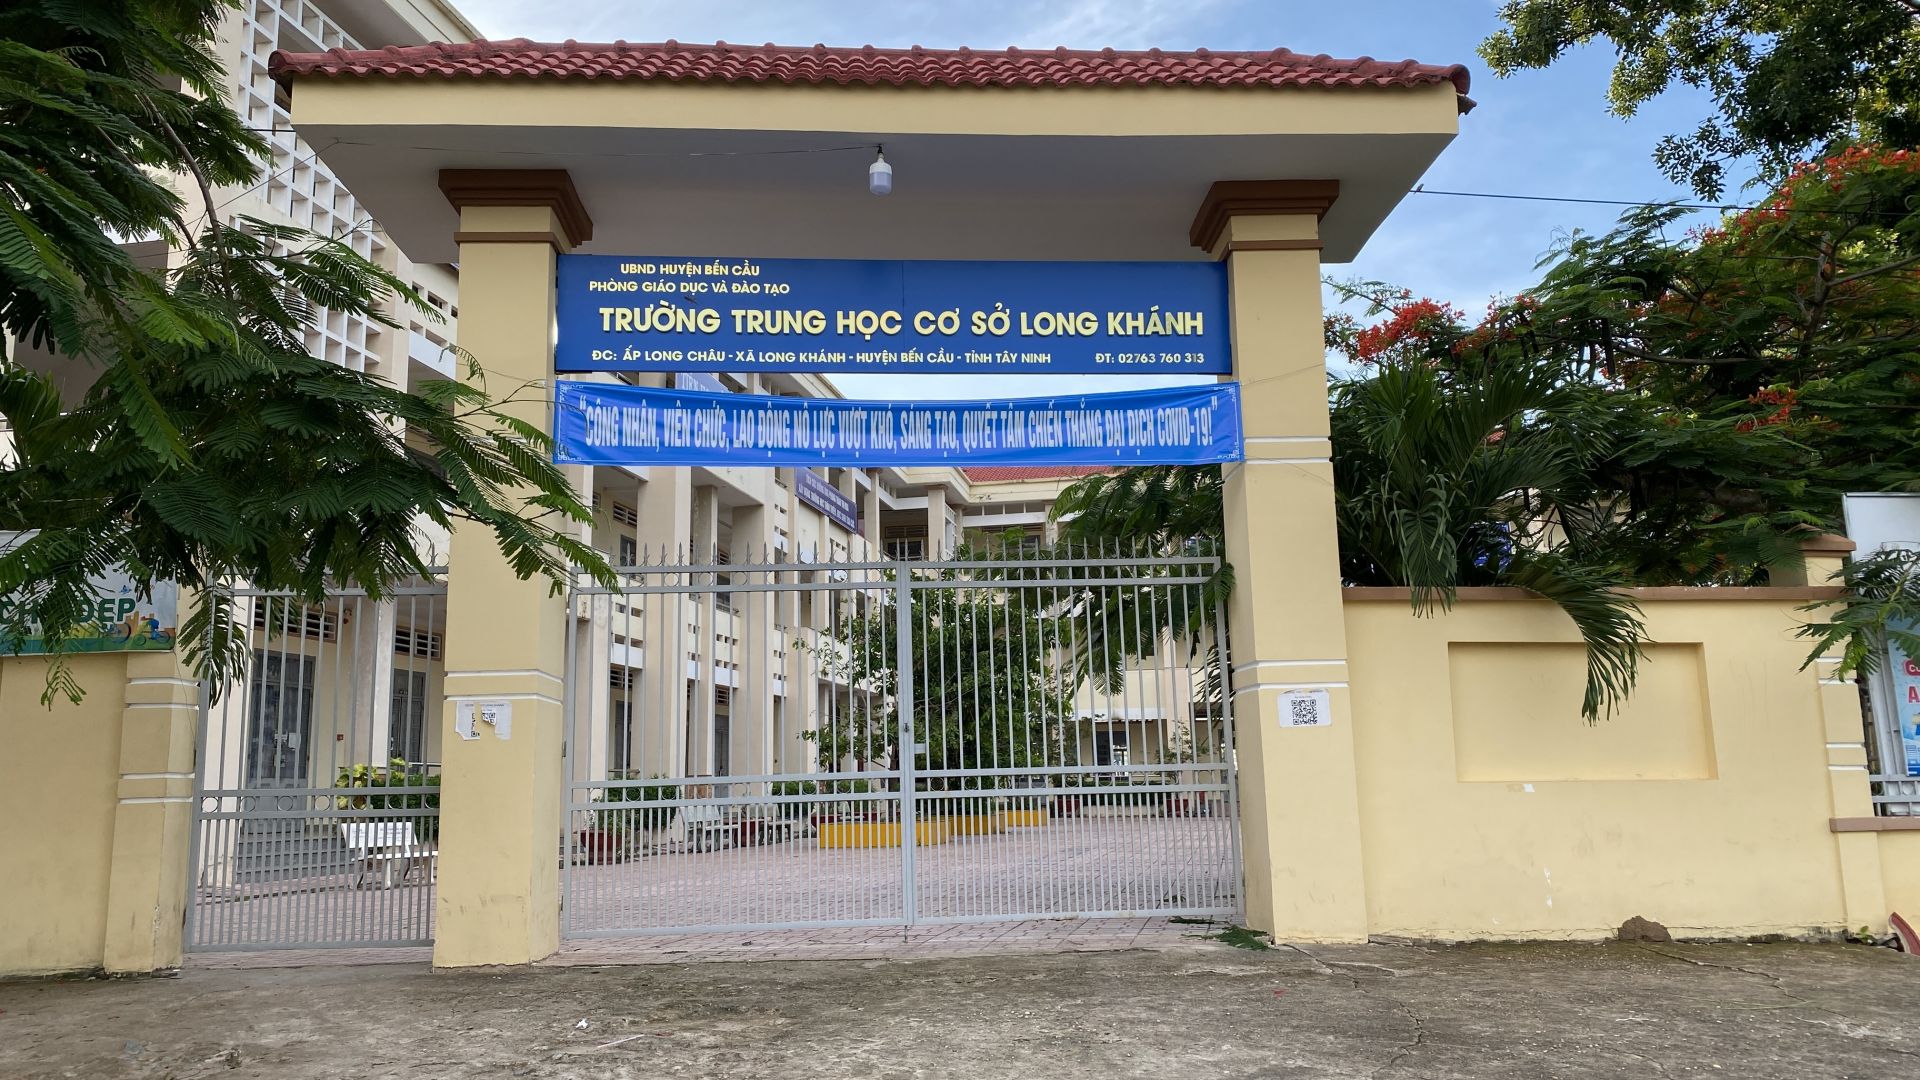 UBND HUYỆN BẾN CẦU
PHÒNG GIÁO DỤC VÀ ĐÀO TẠO
TRƯỜNG TRUNG HỌC CƠ SỞ LONG KHÁNH
ĐC: ẤP LONG CHÂU - XÃ LONG KHÁNH - HUYỆN BẾN CẦU - TỈNH TÂY NINH ĐT: 02763 760 313
"CÔNG NHÂN, VIÊN CHỨC, LAO ĐỘNG NỖ LỰC VƯỢT KHÓ, SÁNG TẠO, QUYẾT TÂM CHIẾN THẮNG ĐẠI DỊCH COVID-19!"
ĐẸP